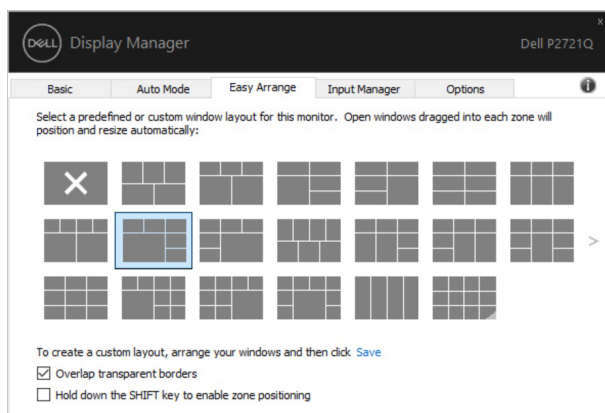 DELL Display Manager
x
Dell P2721Q
Basic Auto Mode Easy Arrange Input Manager Options
Select a predefined or custom window layout for this monitor. Open windows dragged into each zone will
position and resize automatically:
To create a custom layout, arrange your windows and then click Save
Overlap transparent borders
Hold down the SHIFT key to enable zone positioning